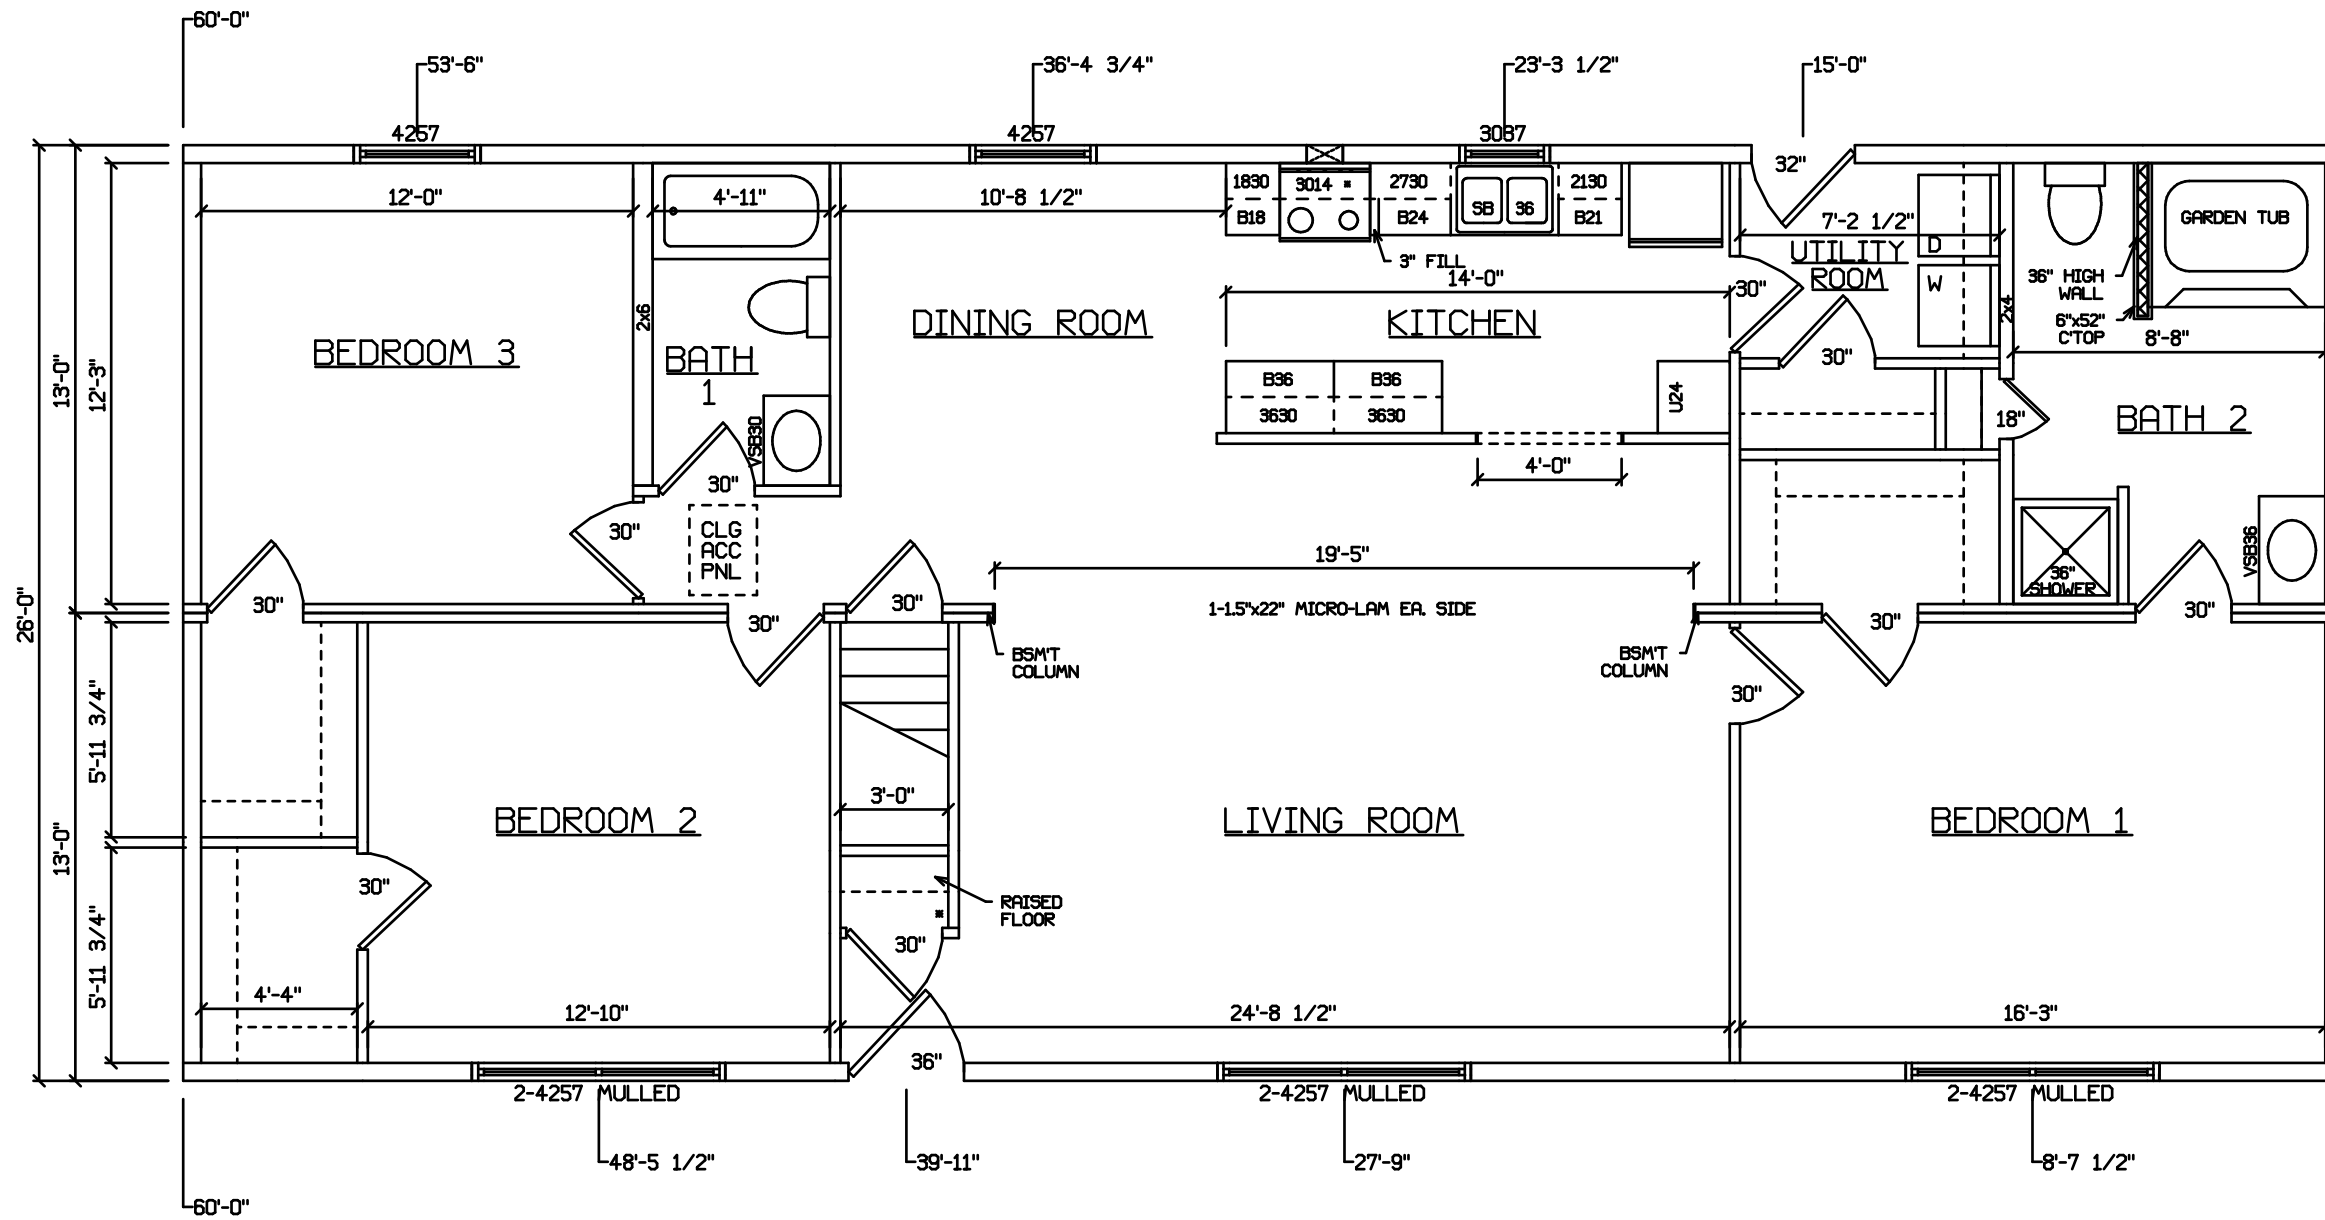 60'-0"
53'-6"
36'-4 3/4"
23'-3 1/2"
15'-0"
4257
4257
3037
32"
12'-0"
4'-11"
10'-8 1/2"
1830
3014 *
2730
2130
B18
B24
SB 36
B21
3" FILL
14'-0"
7'-2 1/2"
UTILITY
ROOM
D
W
GARDEN TUB
36" HIGH
WALL
6"x52"
C'TOP
8'-8"
2x6
2x4
30"
DINING ROOM
KITCHEN
BEDROOM 3
BATH
1
30"
26'-0"
13'-0"
12'-3"
B36
B36
3630
3630
U24
18"
BATH 2
VSB30
30"
4'-0"
30"
CLG
ACC
PNL
19'-5"
VSB36
36"
SHOWER
30"
30"
30"
1-1.5"x22" MICRO-LAM EA. SIDE
30"
30"
BSM'T
COLUMN
BSM'T
COLUMN
30"
5'-11 3/4"
3'-0"
BEDROOM 2
LIVING ROOM
BEDROOM 1
13'-0"
30"
RAISED
FLOOR
*
5'-11 3/4"
30"
4'-4"
12'-10"
24'-8 1/2"
16'-3"
36"
2-4257 MULLED
2-4257 MULLED
2-4257 MULLED
48'-5 1/2"
39'-11"
27'-9"
8'-7 1/2"
60'-0"